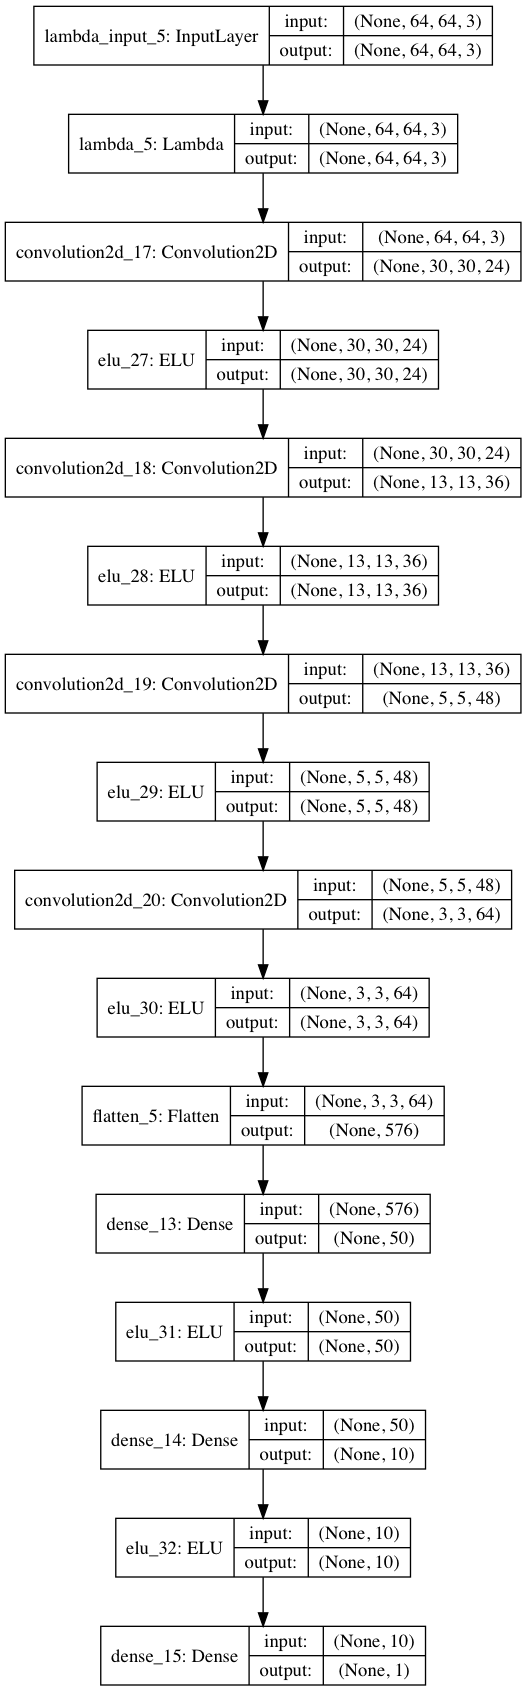 lambda_input_5: InputLayer
input: (None, 64, 64, 3)
output: (None, 64, 64, 3)
lambda_5: Lambda
input: (None, 64, 64, 3)
output: (None, 64, 64, 3)
convolution2d_17: Convolution2D
input: (None, 64, 64, 3)
output: (None, 30, 30, 24)
elu_27: ELU
input: (None, 30, 30, 24)
output: (None, 30, 30, 24)
convolution2d_18: Convolution2D
input: (None, 30, 30, 24)
output: (None, 13, 13, 36)
elu_28: ELU
input: (None, 13, 13, 36)
output: (None, 13, 13, 36)
convolution2d_19: Convolution2D
input: (None, 13, 13, 36)
output: (None, 5, 5, 48)
elu_29: ELU
input: (None, 5, 5, 48)
output: (None, 5, 5, 48)
convolution2d_20: Convolution2D
input: (None, 5, 5, 48)
output: (None, 3, 3, 64)
elu_30: ELU
input: (None, 3, 3, 64)
output: (None, 3, 3, 64)
flatten_5: Flatten
input: (None, 3, 3, 64)
output: (None, 576)
dense_13: Dense
input: (None, 576)
output: (None, 50)
elu_31: ELU
input: (None, 50)
output: (None, 50)
dense_14: Dense
input: (None, 50)
output: (None, 10)
elu_32: ELU
input: (None, 10)
output: (None, 10)
dense_15: Dense
input: (None, 10)
output: (None, 1)